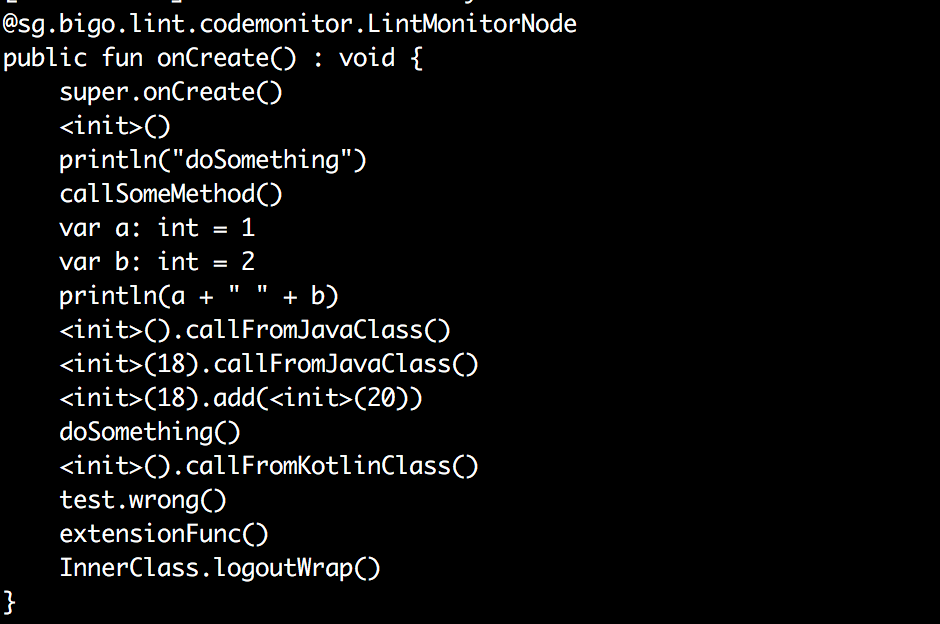 @sg.bigo.lint.codemonitor.LintMonitorNode
public fun onCreate() : void {
    super.onCreate()
    <init>()
    println("doSomething")
    callSomeMethod()
    var a: int = 1
    var b: int = 2
    println(a + " " + b)
    <init>().callFromJavaClass()
    <init>(18).callFromJavaClass()
    <init>(18).add(<init>(20))
    doSomething()
    <init>().callFromKotlinClass()
    test.wrong()
    extensionFunc()
    InnerClass.logoutWrap()
}